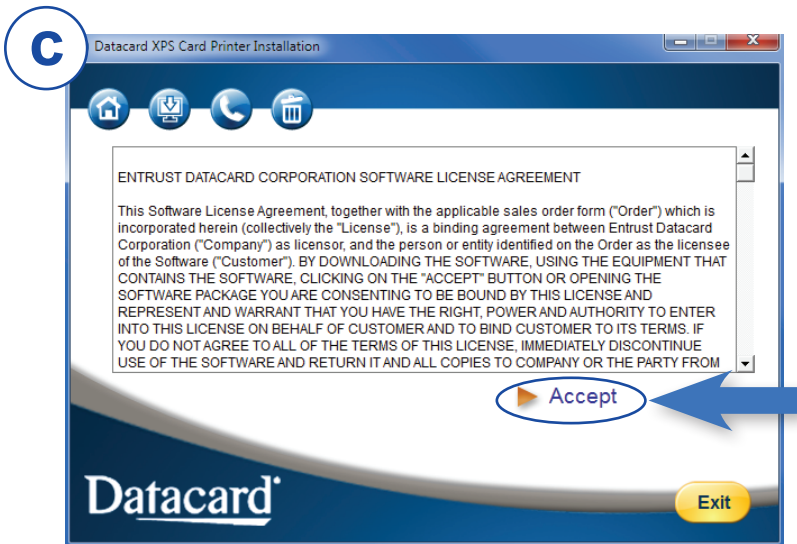 C
Datacard XPS Card Printer Installation
ENTRUST DATACARD CORPORATION SOFTWARE LICENSE AGREEMENT
This Software License Agreement, together with the applicable sales order form ("Order") which is
incorporated herein (collectively the "License"), is a binding agreement between Entrust Datacard
Corporation ("Company") as licensor, and the person or entity identified on the Order as the licensee
of the Software ("Customer"). BY DOWNLOADING THE SOFTWARE, USING THE EQUIPMENT THAT
CONTAINS THE SOFTWARE, CLICKING ON THE "ACCEPT" BUTTON OR OPENING THE
SOFTWARE PACKAGE YOU ARE CONSENTING TO BE BOUND BY THIS LICENSE AND
REPRESENT AND WARRANT THAT YOU HAVE THE RIGHT, POWER AND AUTHORITY TO ENTER
INTO THIS LICENSE ON BEHALF OF CUSTOMER AND TO BIND CUSTOMER TO ITS TERMS. IF
YOU DO NOT AGREE TO ALL OF THE TERMS OF THIS LICENSE, IMMEDIATELY DISCONTINUE
USE OF THE SOFTWARE AND RETURN IT AND ALL COPIES TO COMPANY OR THE PARTY FROM
Accept
Datacard
Exit